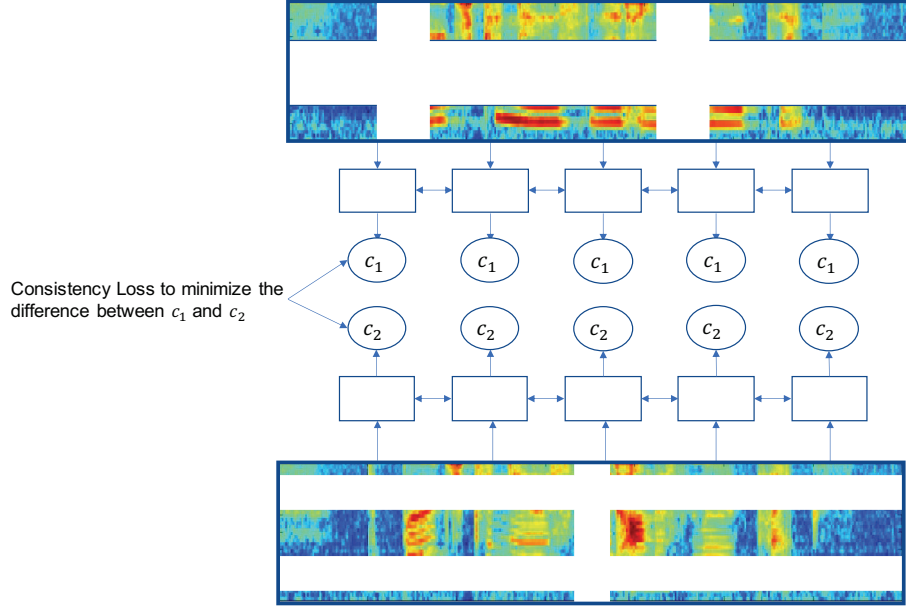 c₁ c₁ c₁ c₁ c₁
Consistency Loss to minimize the
difference between c₁ and c₂
c₂ c₂ c₂ c₂ c₂